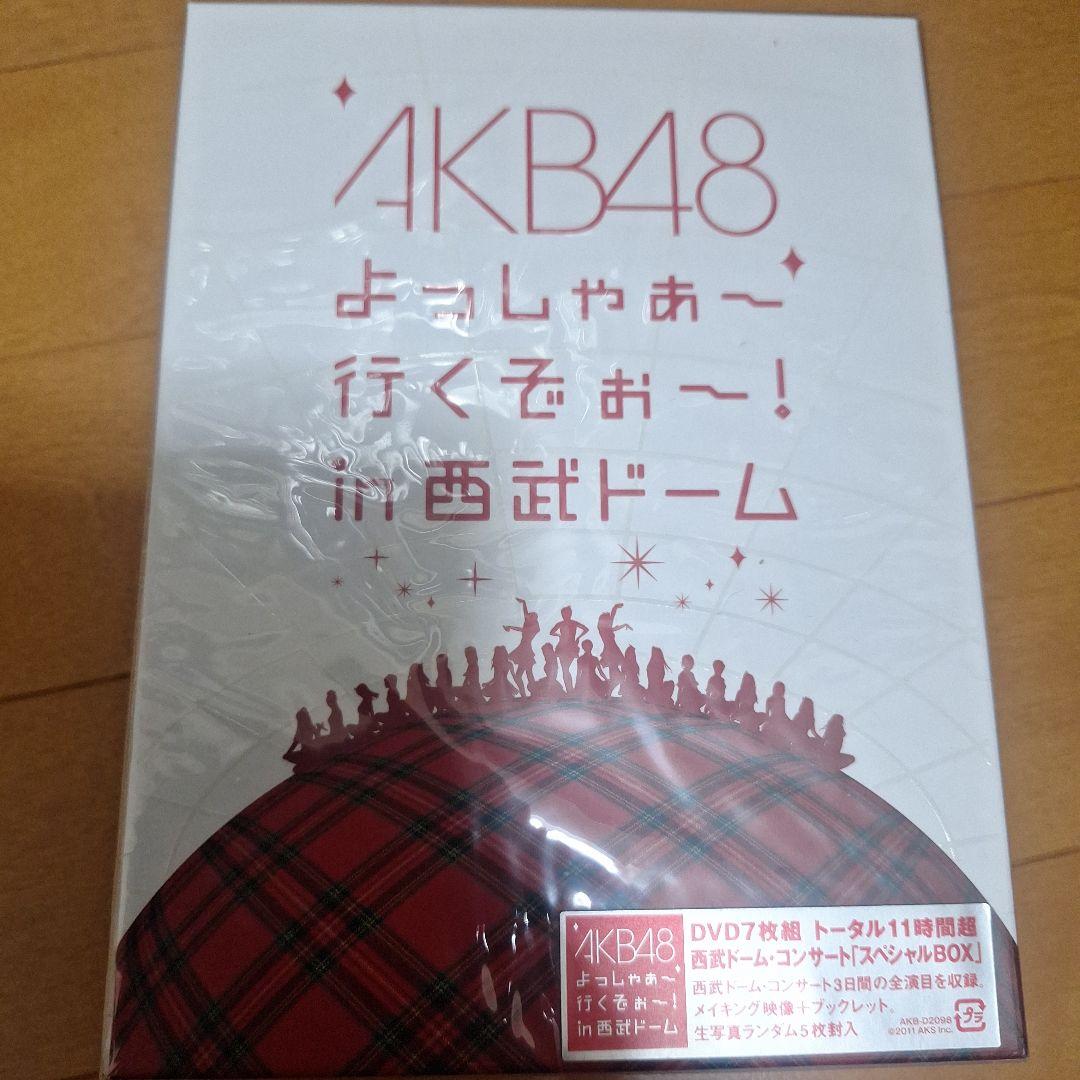 AKB48
よっしゃぁ〜
行くぞぉ〜!
in 西武ドーム
AKB48
よっしゃぁ〜
行くぞぉ〜!
in 西武ドーム
DVD7枚組 トータル11時間超
西武ドーム・コンサート「スペシャルBOX」
西武ドーム・コンサート3日間の全演目を収録。
メイキング映像+ブックレット。
生写真ランダム5枚封入
AKB-D2098
©2011 AKS Inc.
プラ